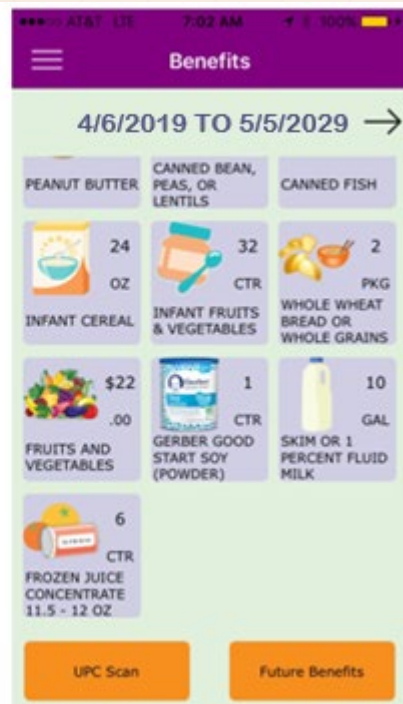 AT&T LTE 7:02 AM 100%
Benefits
4/6/2019 TO 5/5/2029 →
PEANUT BUTTER
CANNED BEAN,
PEAS, OR
LENTILS
CANNED FISH
24
OZ
INFANT CEREAL
32
CTR
INFANT FRUITS
& VEGETABLES
2
PKG
WHOLE WHEAT
BREAD OR
WHOLE GRAINS
$22
.00
FRUITS AND
VEGETABLES
Gerber
1
CTR
GERBER GOOD
START SOY
(POWDER)
10
GAL
SKIM OR 1
PERCENT FLUID
MILK
6
CTR
FROZEN JUICE
CONCENTRATE
11.5 - 12 OZ
UPC Scan
Future Benefits